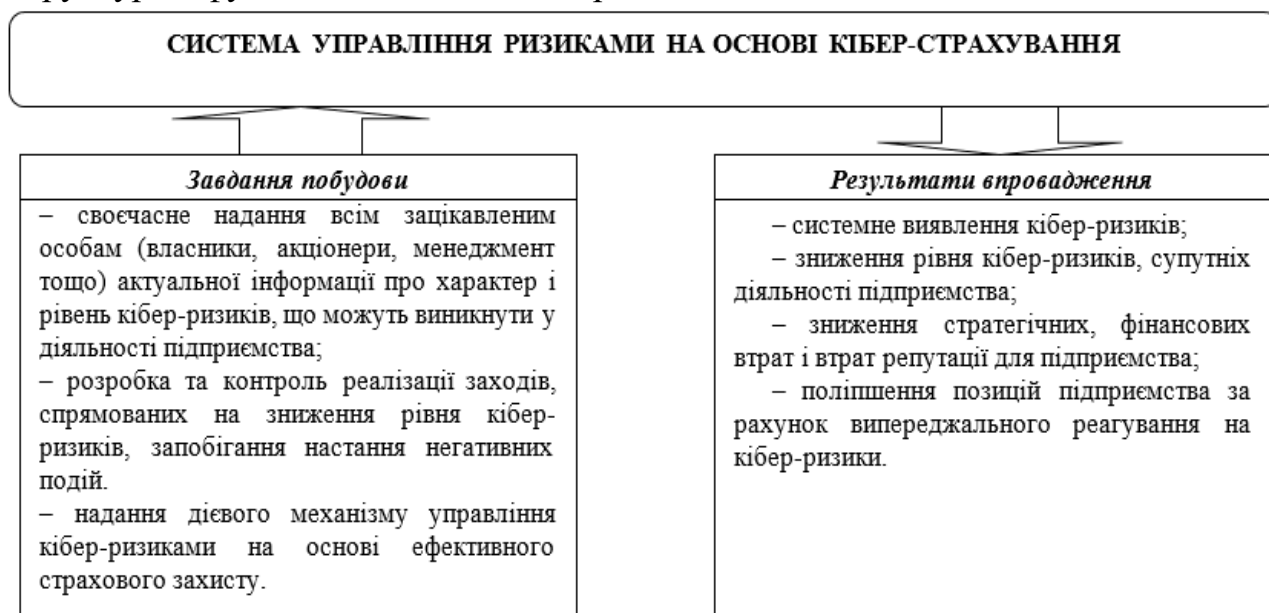 СИСТЕМА УПРАВЛІННЯ РИЗИКАМИ НА ОСНОВІ КІБЕР-СТРАХУВАННЯ
Завдання побудови
– своєчасне надання всім зацікавленим
особам (власники, акціонери, менеджмент
тощо) актуальної інформації про характер і
рівень кібер-ризиків, що можуть виникнути у
діяльності підприємства;
– розробка та контроль реалізації заходів,
спрямованих на зниження рівня кібер-
ризиків, запобігання настання негативних
подій.
– надання дієвого механізму управління
кібер-ризиками на основі ефективного
страхового захисту.
Результати впровадження
– системне виявлення кібер-ризиків;
– зниження рівня кібер-ризиків, супутніх
діяльності підприємства;
– зниження стратегічних, фінансових
втрат і втрат репутації для підприємства;
– поліпшення позицій підприємства за
рахунок випереджального реагування на
кібер-ризики.